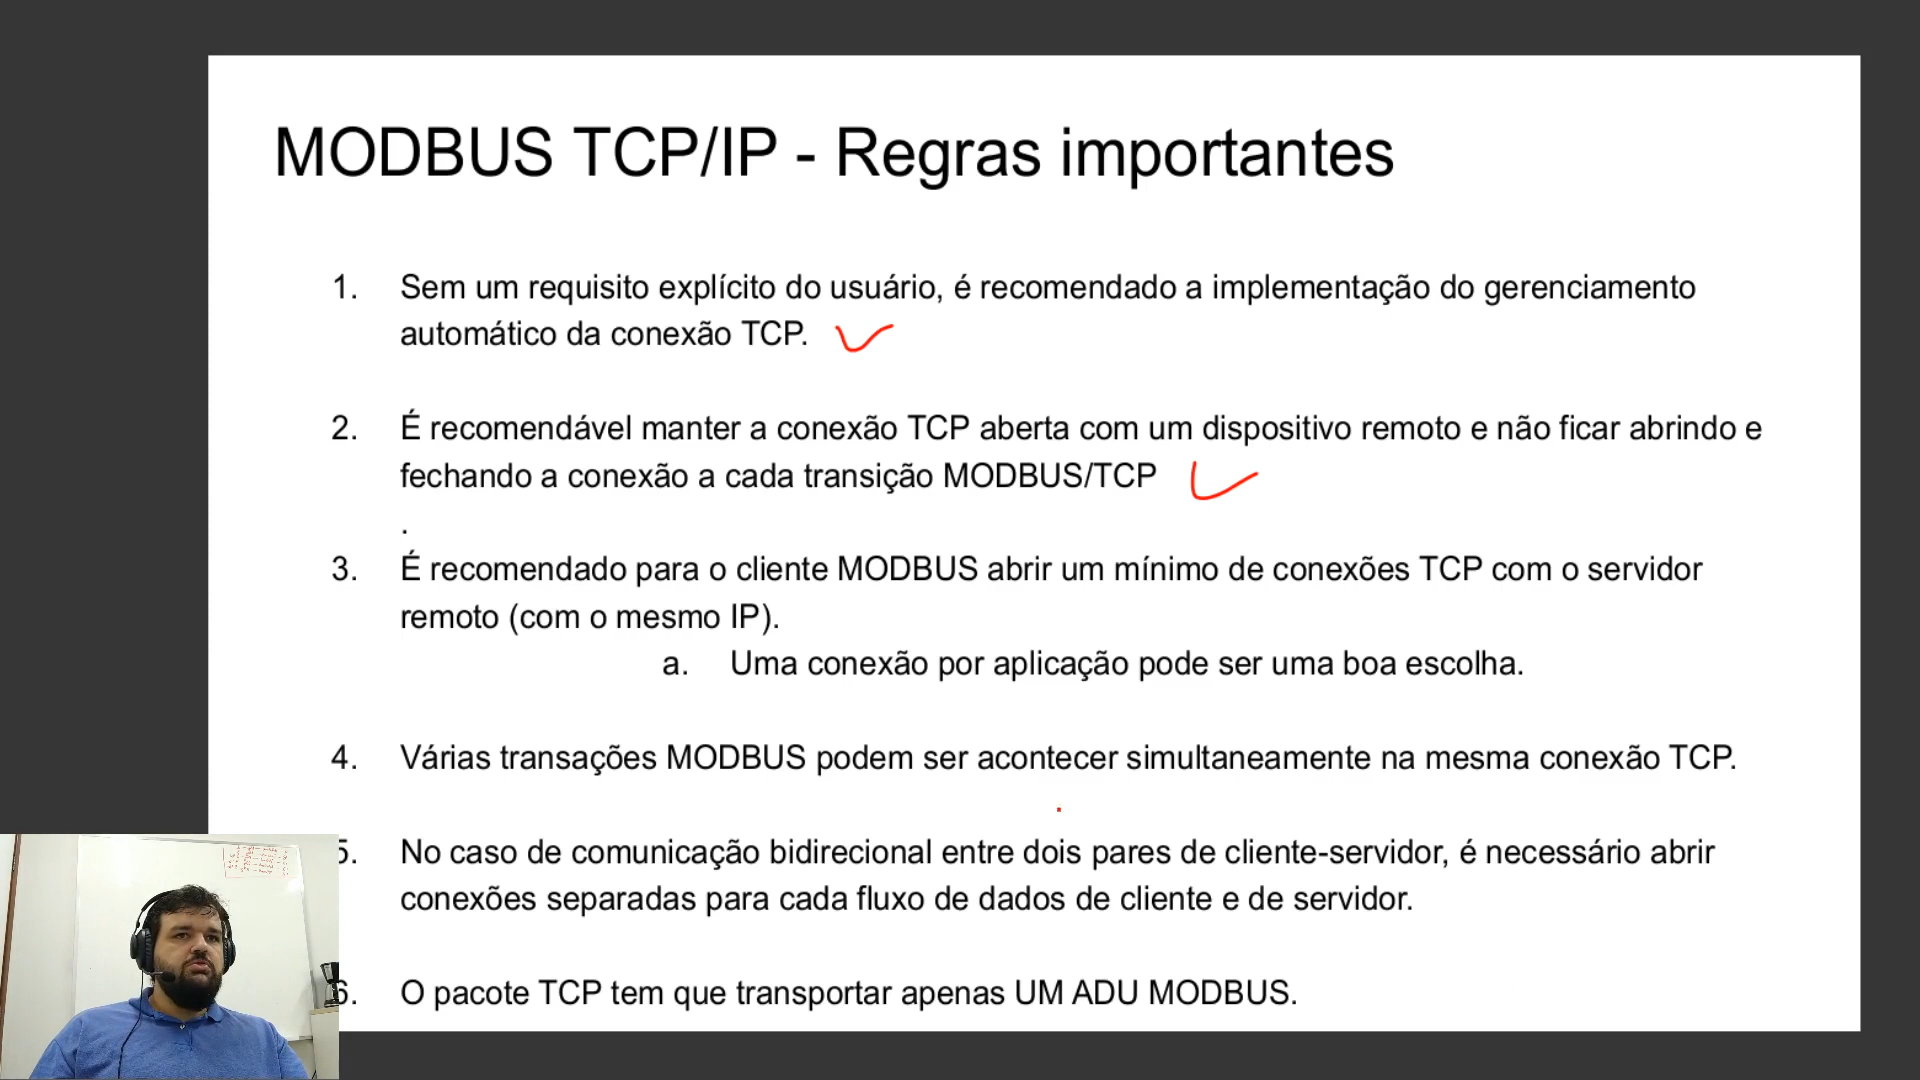 MODBUS TCP/IP - Regras importantes
1. Sem um requisito explícito do usuário, é recomendado a implementação do gerenciamento
automático da conexão TCP.
2. É recomendável manter a conexão TCP aberta com um dispositivo remoto e não ficar abrindo e
fechando a conexão a cada transição MODBUS/TCP
.
3. É recomendado para o cliente MODBUS abrir um mínimo de conexões TCP com o servidor
remoto (com o mesmo IP).
a. Uma conexão por aplicação pode ser uma boa escolha.
4. Várias transações MODBUS podem ser acontecer simultaneamente na mesma conexão TCP.
5. No caso de comunicação bidirecional entre dois pares de cliente-servidor, é necessário abrir
conexões separadas para cada fluxo de dados de cliente e de servidor.
6. O pacote TCP tem que transportar apenas UM ADU MODBUS.